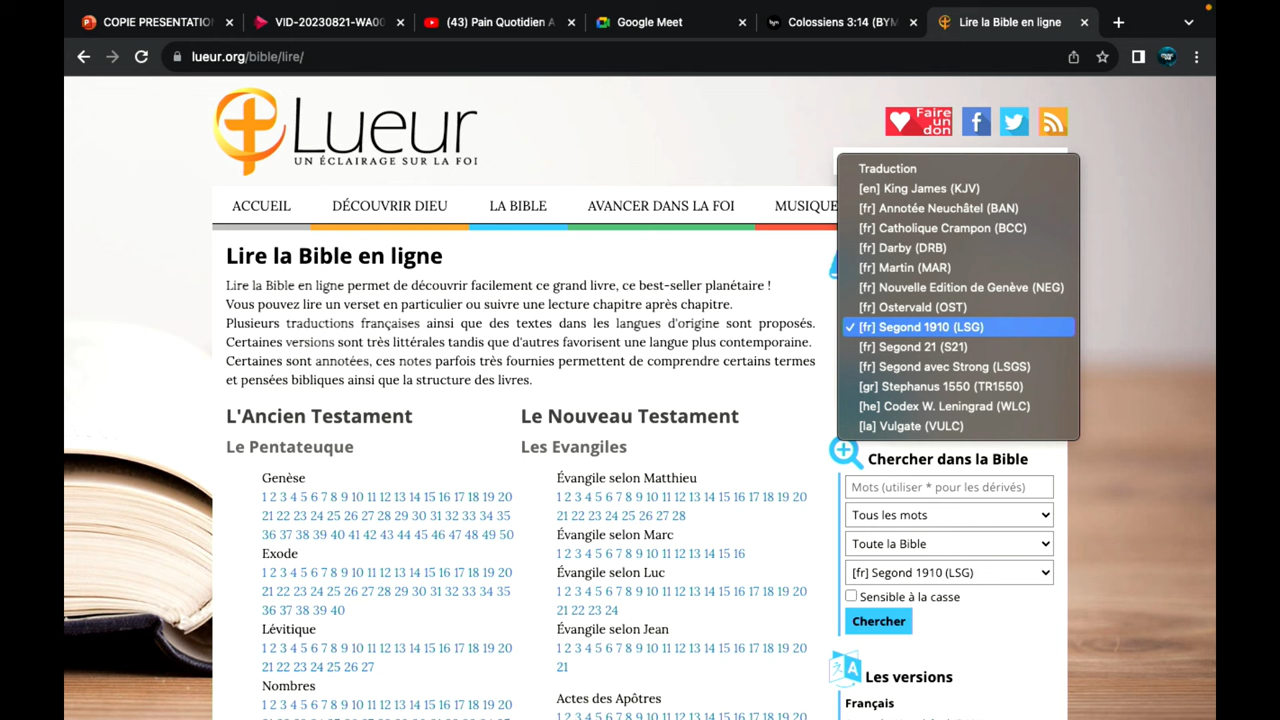 COPIE PRESENTATION
VID-20230821-WA00
(43) Pain Quotidien A
Google Meet
Colossiens 3:14 (BYM
Lire la Bible en ligne
lueur.org/bible/lire/
Lueur
UN ÉCLAIRAGE SUR LA FOI
Faire
un
don
ACCUEIL
DÉCOUVRIR DIEU
LA BIBLE
AVANCER DANS LA FOI
MUSIQUE
Traduction
[en] King James (KJV)
[fr] Annotée Neuchâtel (BAN)
[fr] Catholique Crampon (BCC)
[fr] Darby (DRB)
[fr] Martin (MAR)
[fr] Nouvelle Edition de Genève (NEG)
[fr] Ostervald (OST)
[fr] Segond 1910 (LSG)
[fr] Segond 21 (S21)
[fr] Segond avec Strong (LSGS)
[gr] Stephanus 1550 (TR1550)
[he] Codex W. Leningrad (WLC)
[la] Vulgate (VULC)
Lire la Bible en ligne
Lire la Bible en ligne permet de découvrir facilement ce grand livre, ce best-seller planétaire !
Vous pouvez lire un verset en particulier ou suivre une lecture chapitre après chapitre.
Plusieurs traductions françaises ainsi que des textes dans les langues d'origine sont proposés.
Certaines versions sont très littérales tandis que d'autres favorisent une langue plus contemporaine.
Certaines sont annotées, ces notes parfois très fournies permettent de comprendre certains termes
et pensées bibliques ainsi que la structure des livres.
L'Ancien Testament
Le Pentateuque
Genèse
1 2 3 4 5 6 7 8 9 10 11 12 13 14 15 16 17 18 19 20
21 22 23 24 25 26 27 28 29 30 31 32 33 34 35
36 37 38 39 40 41 42 43 44 45 46 47 48 49 50
Exode
1 2 3 4 5 6 7 8 9 10 11 12 13 14 15 16 17 18 19 20
21 22 23 24 25 26 27 28 29 30 31 32 33 34 35
36 37 38 39 40
Lévitique
1 2 3 4 5 6 7 8 9 10 11 12 13 14 15 16 17 18 19 20
21 22 23 24 25 26 27
Nombres
1 2 3 4 5 6 7 8 9 10 11 12 13 14 15 16 17 18 19 20
Le Nouveau Testament
Les Evangiles
Évangile selon Matthieu
1 2 3 4 5 6 7 8 9 10 11 12 13 14 15 16 17 18 19 20
21 22 23 24 25 26 27 28
Évangile selon Marc
1 2 3 4 5 6 7 8 9 10 11 12 13 14 15 16
Évangile selon Luc
1 2 3 4 5 6 7 8 9 10 11 12 13 14 15 16 17 18 19 20
21 22 23 24
Évangile selon Jean
1 2 3 4 5 6 7 8 9 10 11 12 13 14 15 16 17 18 19 20
21
Actes des Apôtres
1 2 3 4 5 6 7 8 9 10 11 12 13 14 15 16 17 18 19 20
Chercher dans la Bible
Mots (utiliser * pour les dérivés)
Tous les mots
Toute la Bible
[fr] Segond 1910 (LSG)
Sensible à la casse
Chercher
Les versions
Français